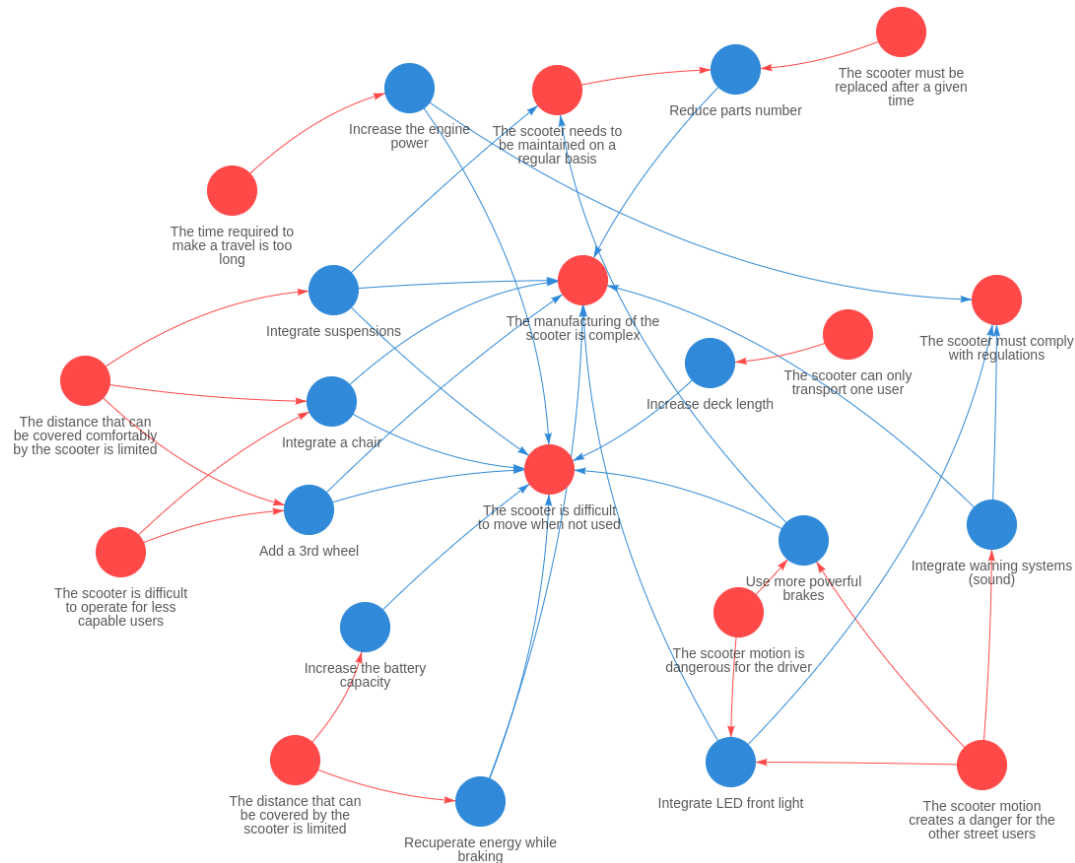 The scooter must be
replaced after a given
time
Reduce parts number
Increase the engine
power
The scooter needs to
be maintained on a
regular basis
The time required to
make a travel is too
long
Integrate suspensions
The manufacturing of the
scooter is complex
The scooter must comply
with regulations
The scooter can only
transport one user
Increase deck length
The distance that can
be covered comfortably
by the scooter is limited
Integrate a chair
The scooter is difficult
to move when not used
Add a 3rd wheel
The scooter is difficult
to operate for less
capable users
Use more powerful
brakes
Integrate warning systems
(sound)
The scooter motion is
dangerous for the driver
Increase the battery
capacity
The distance that can
be covered by the
scooter is limited
Recuperate energy while
braking
Integrate LED front light
The scooter motion
creates a danger for the
other street users